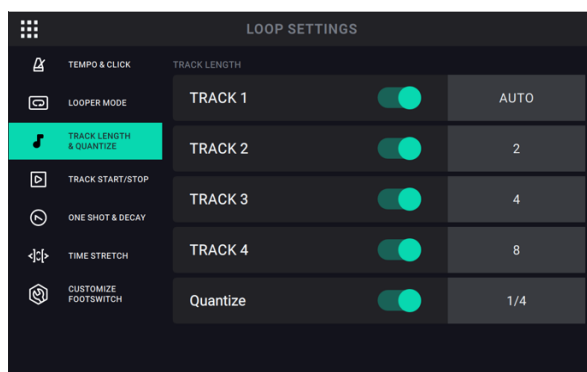 LOOP SETTINGS
TEMPO & CLICK
LOOPER MODE
TRACK LENGTH
& QUANTIZE
TRACK START/STOP
ONE SHOT & DECAY
TIME STRETCH
CUSTOMIZE
FOOTSWITCH
TRACK LENGTH
TRACK 1 AUTO
TRACK 2 2
TRACK 3 4
TRACK 4 8
Quantize 1/4